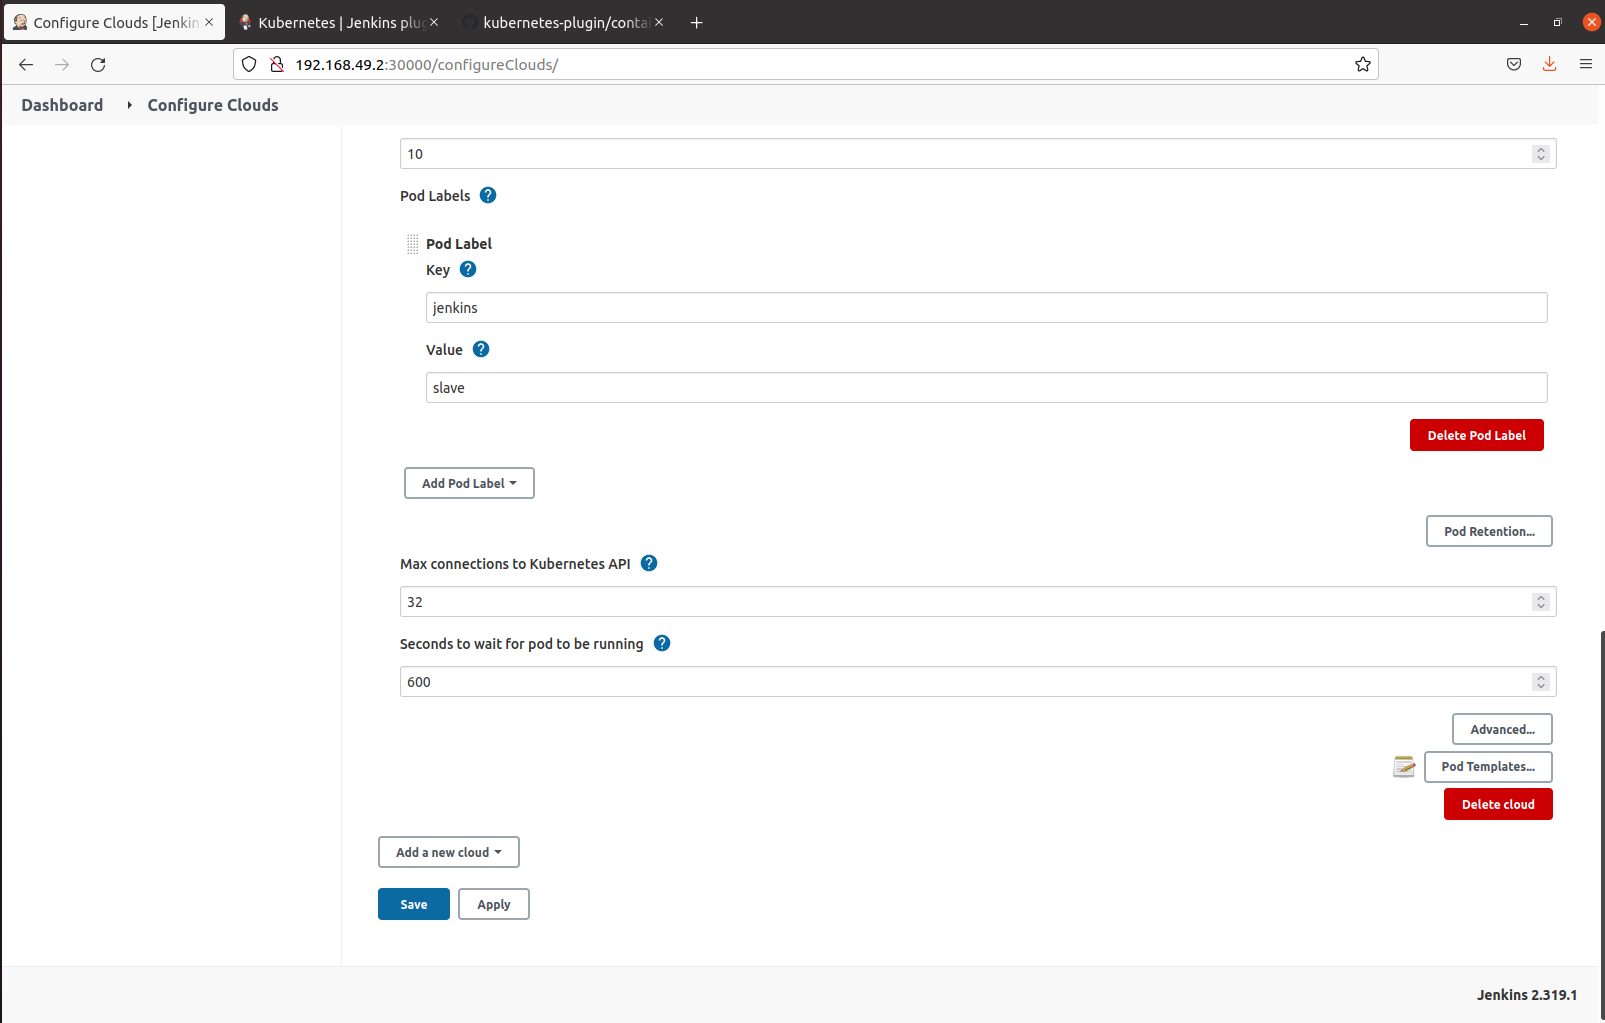 Configure Clouds [Jenkin
Kubernetes | Jenkins plug
kubernetes-plugin/conta
192.168.49.2:30000/configureClouds/
Dashboard
Configure Clouds
10
Pod Labels ?
Pod Label
Key ?
jenkins
Value ?
slave
Delete Pod Label
Add Pod Label
Pod Retention...
Max connections to Kubernetes API ?
32
Seconds to wait for pod to be running ?
600
Advanced...
Pod Templates...
Delete cloud
Add a new cloud
Save
Apply
Jenkins 2.319.1